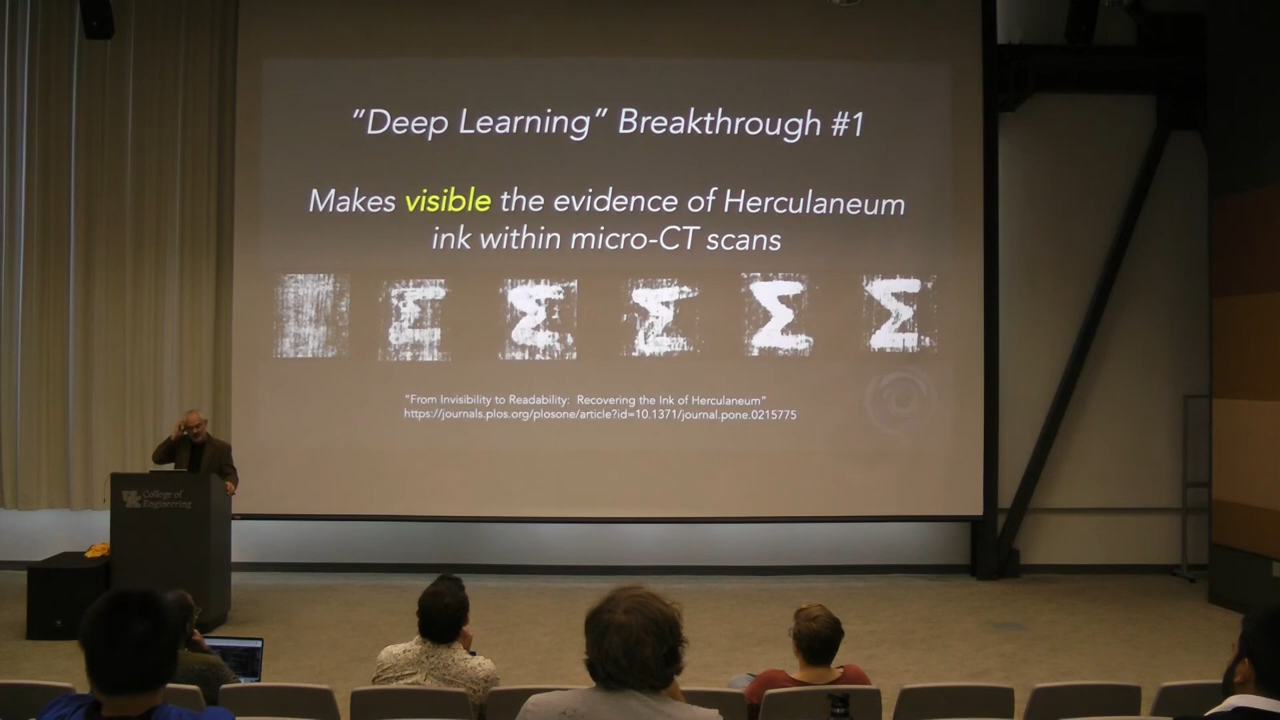 "Deep Learning" Breakthrough #1
Makes visible the evidence of Herculaneum
ink within micro-CT scans
Σ Σ Σ Σ Σ
"From Invisibility to Readability: Recovering the Ink of Herculaneum"
https://journals.plos.org/plosone/article?id=10.1371/journal.pone.0215775
UK College of
Engineering